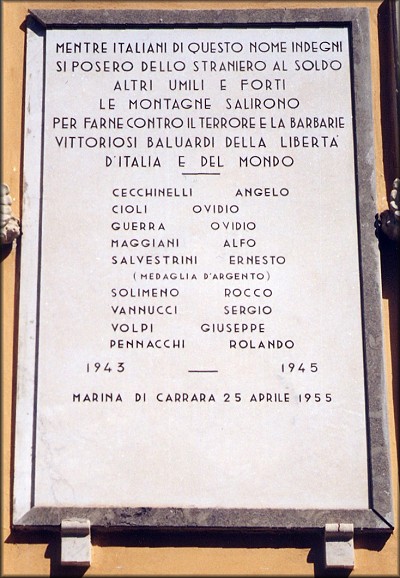 MENTRE ITALIANI DI QUESTO NOME INDEGNI
SI POSERO DELLO STRANIERO AL SOLDO
ALTRI UMILI E FORTI
LE MONTAGNE SALIRONO
PER FARNE CONTRO IL TERRORE E LA BARBARIE
VITTORIOSI BALUARDI DELLA LIBERTA'
D'ITALIA E DEL MONDO
CECCHINELLI ANGELO
CIOLI OVIDIO
GUERRA OVIDIO
MAGGIANI ALFO
SALVESTRINI ERNESTO
(MEDAGLIA D'ARGENTO)
SOLIMENO ROCCO
VANNUCCI SERGIO
VOLPI GIUSEPPE
PENNACCHI ROLANDO
1943 — 1945
MARINA DI CARRARA 25 APRILE 1955